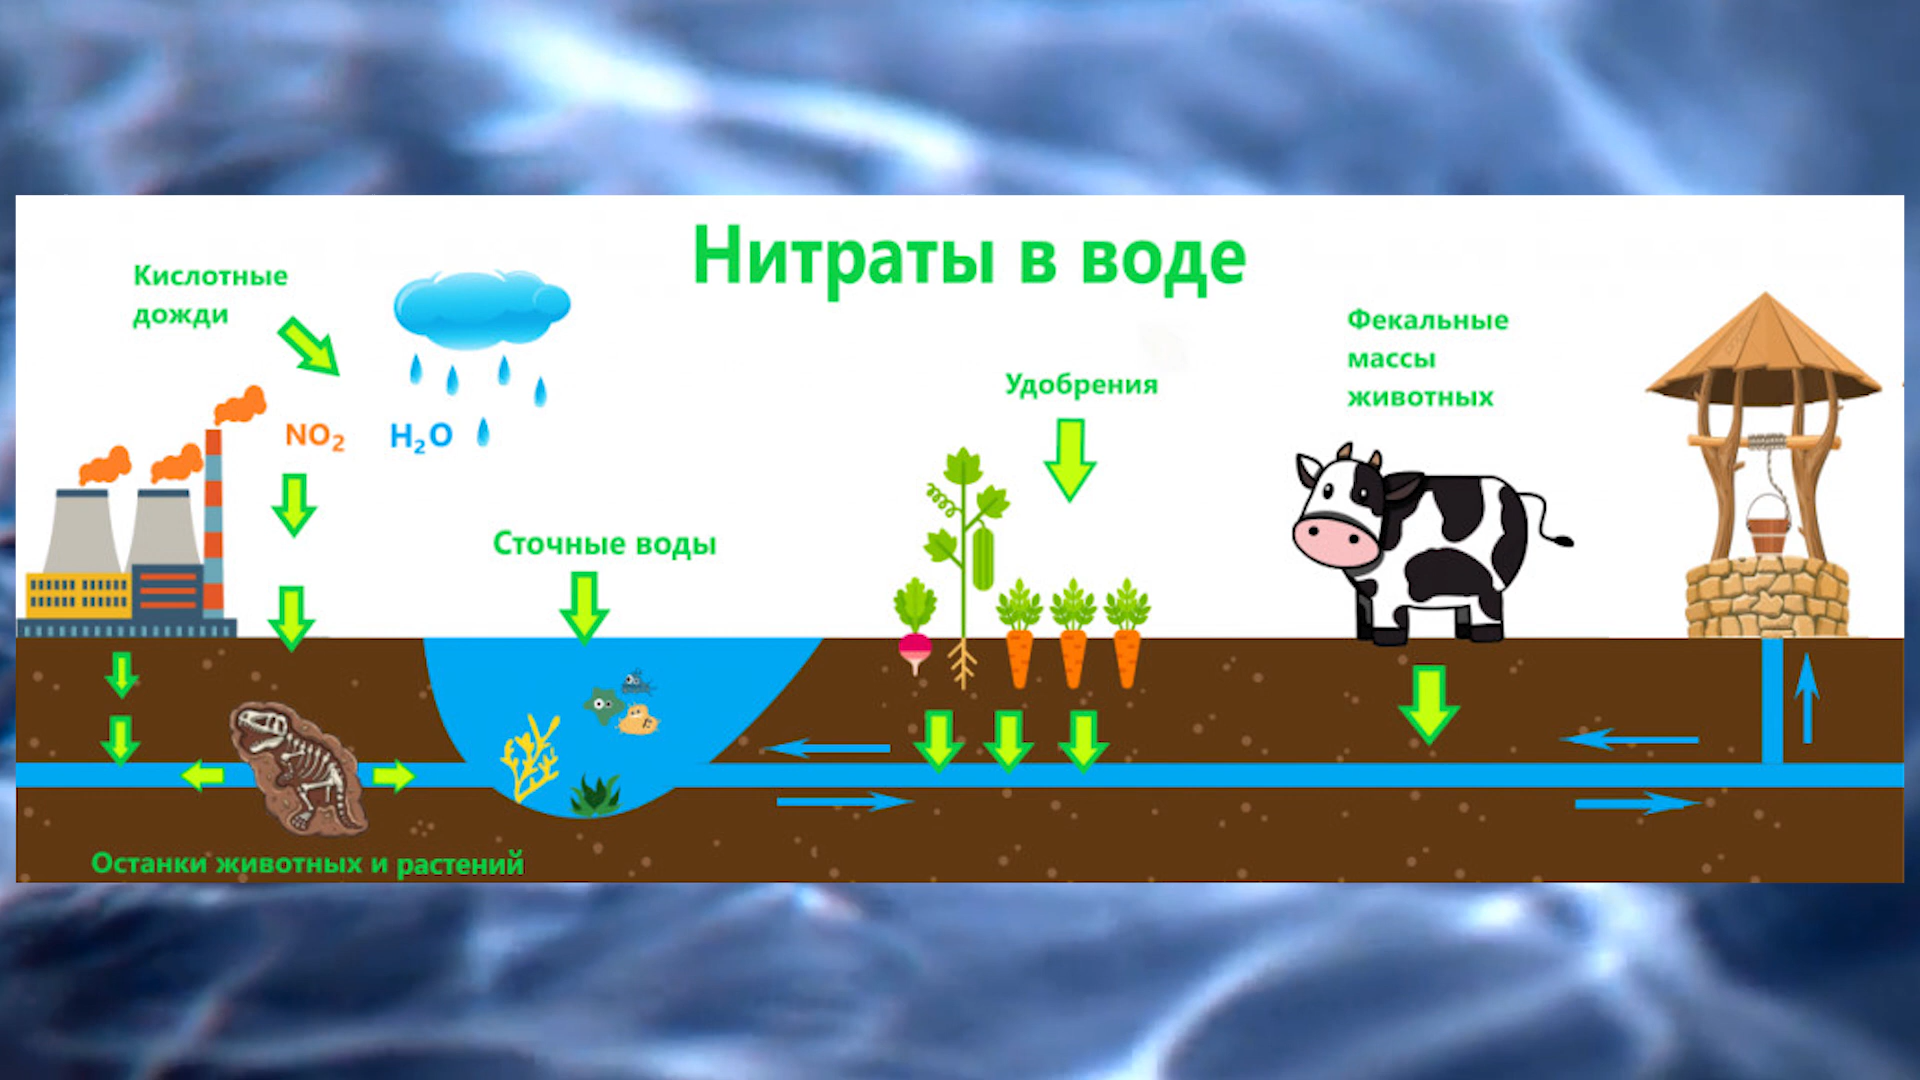 Нитраты в воде
Кислотные
дожди
NO₂
H₂O
Сточные воды
Удобрения
Фекальные
массы
животных
Останки животных и растений